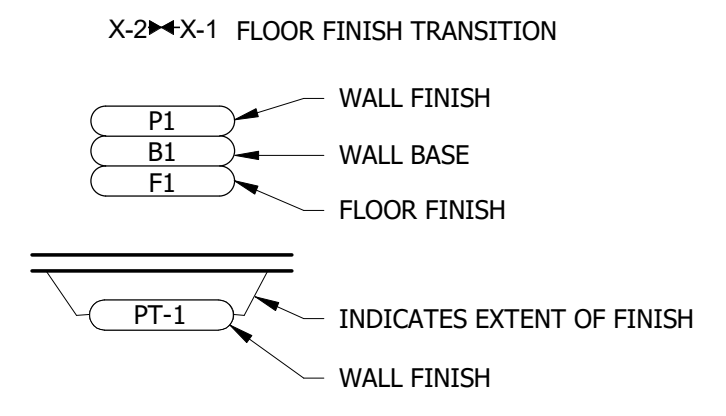 X-2 X-1 FLOOR FINISH TRANSITION
P1 WALL FINISH
B1 WALL BASE
F1 FLOOR FINISH
PT-1 INDICATES EXTENT OF FINISH
WALL FINISH